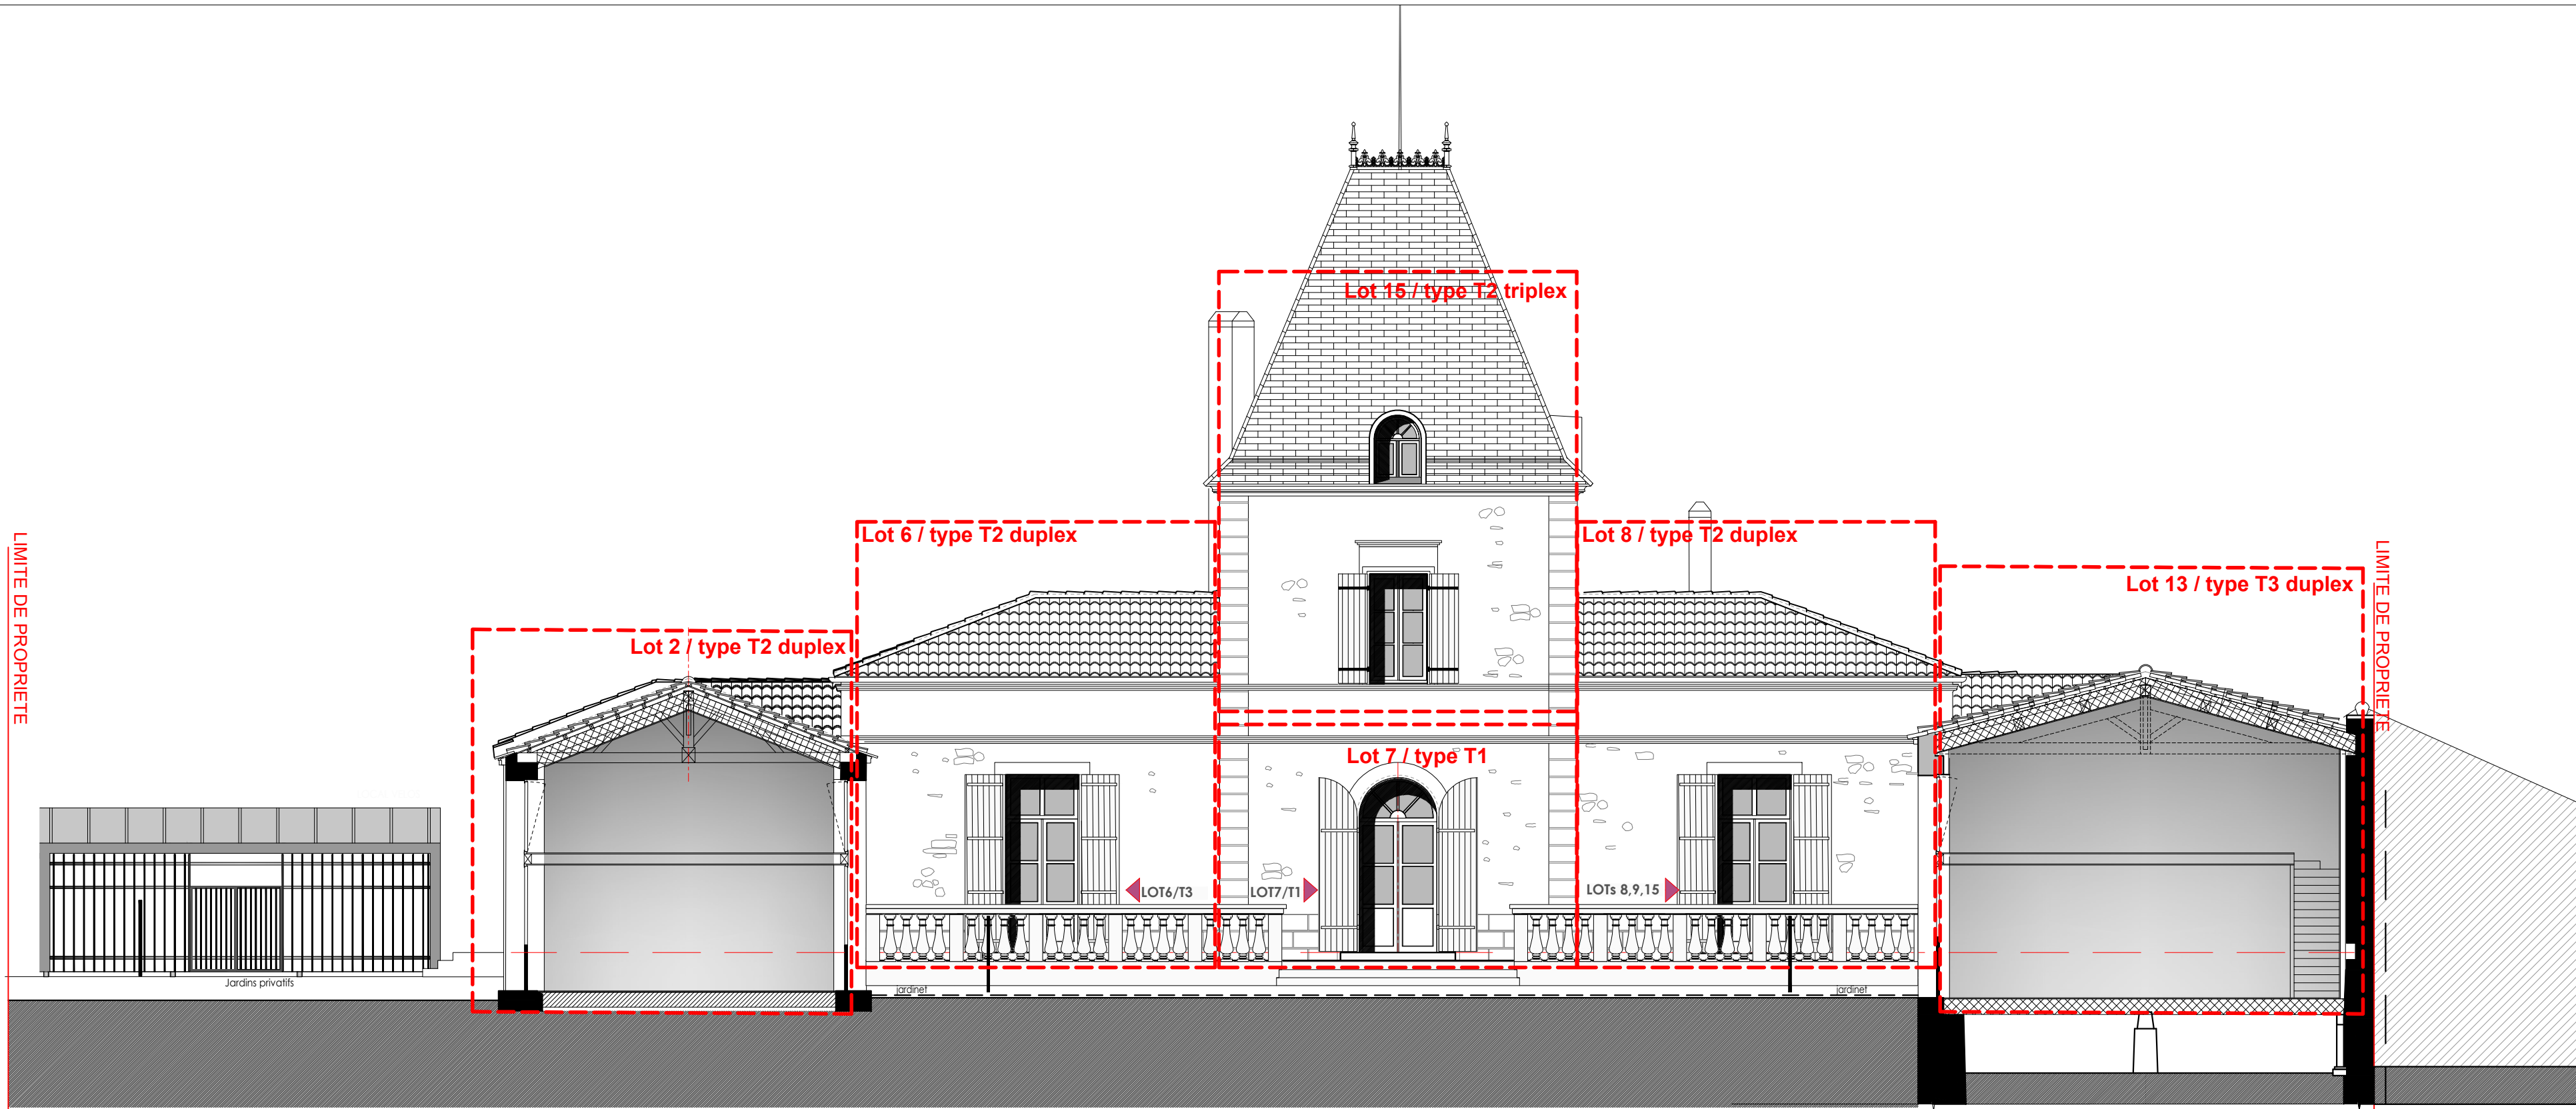 Lot 15 / type T2 triplex
Lot 6 / type T2 duplex
Lot 8 / type T2 duplex
LIMITE DE PROPRIETE
LIMITE DE PROPRIETE
Lot 13 / type T3 duplex
Lot 2 / type T2 duplex
Lot 7 / type T1
LOT6/T3
LOT7/T1
LOTs 8,9,15
Jardins privatifs
jardinet
jardinet